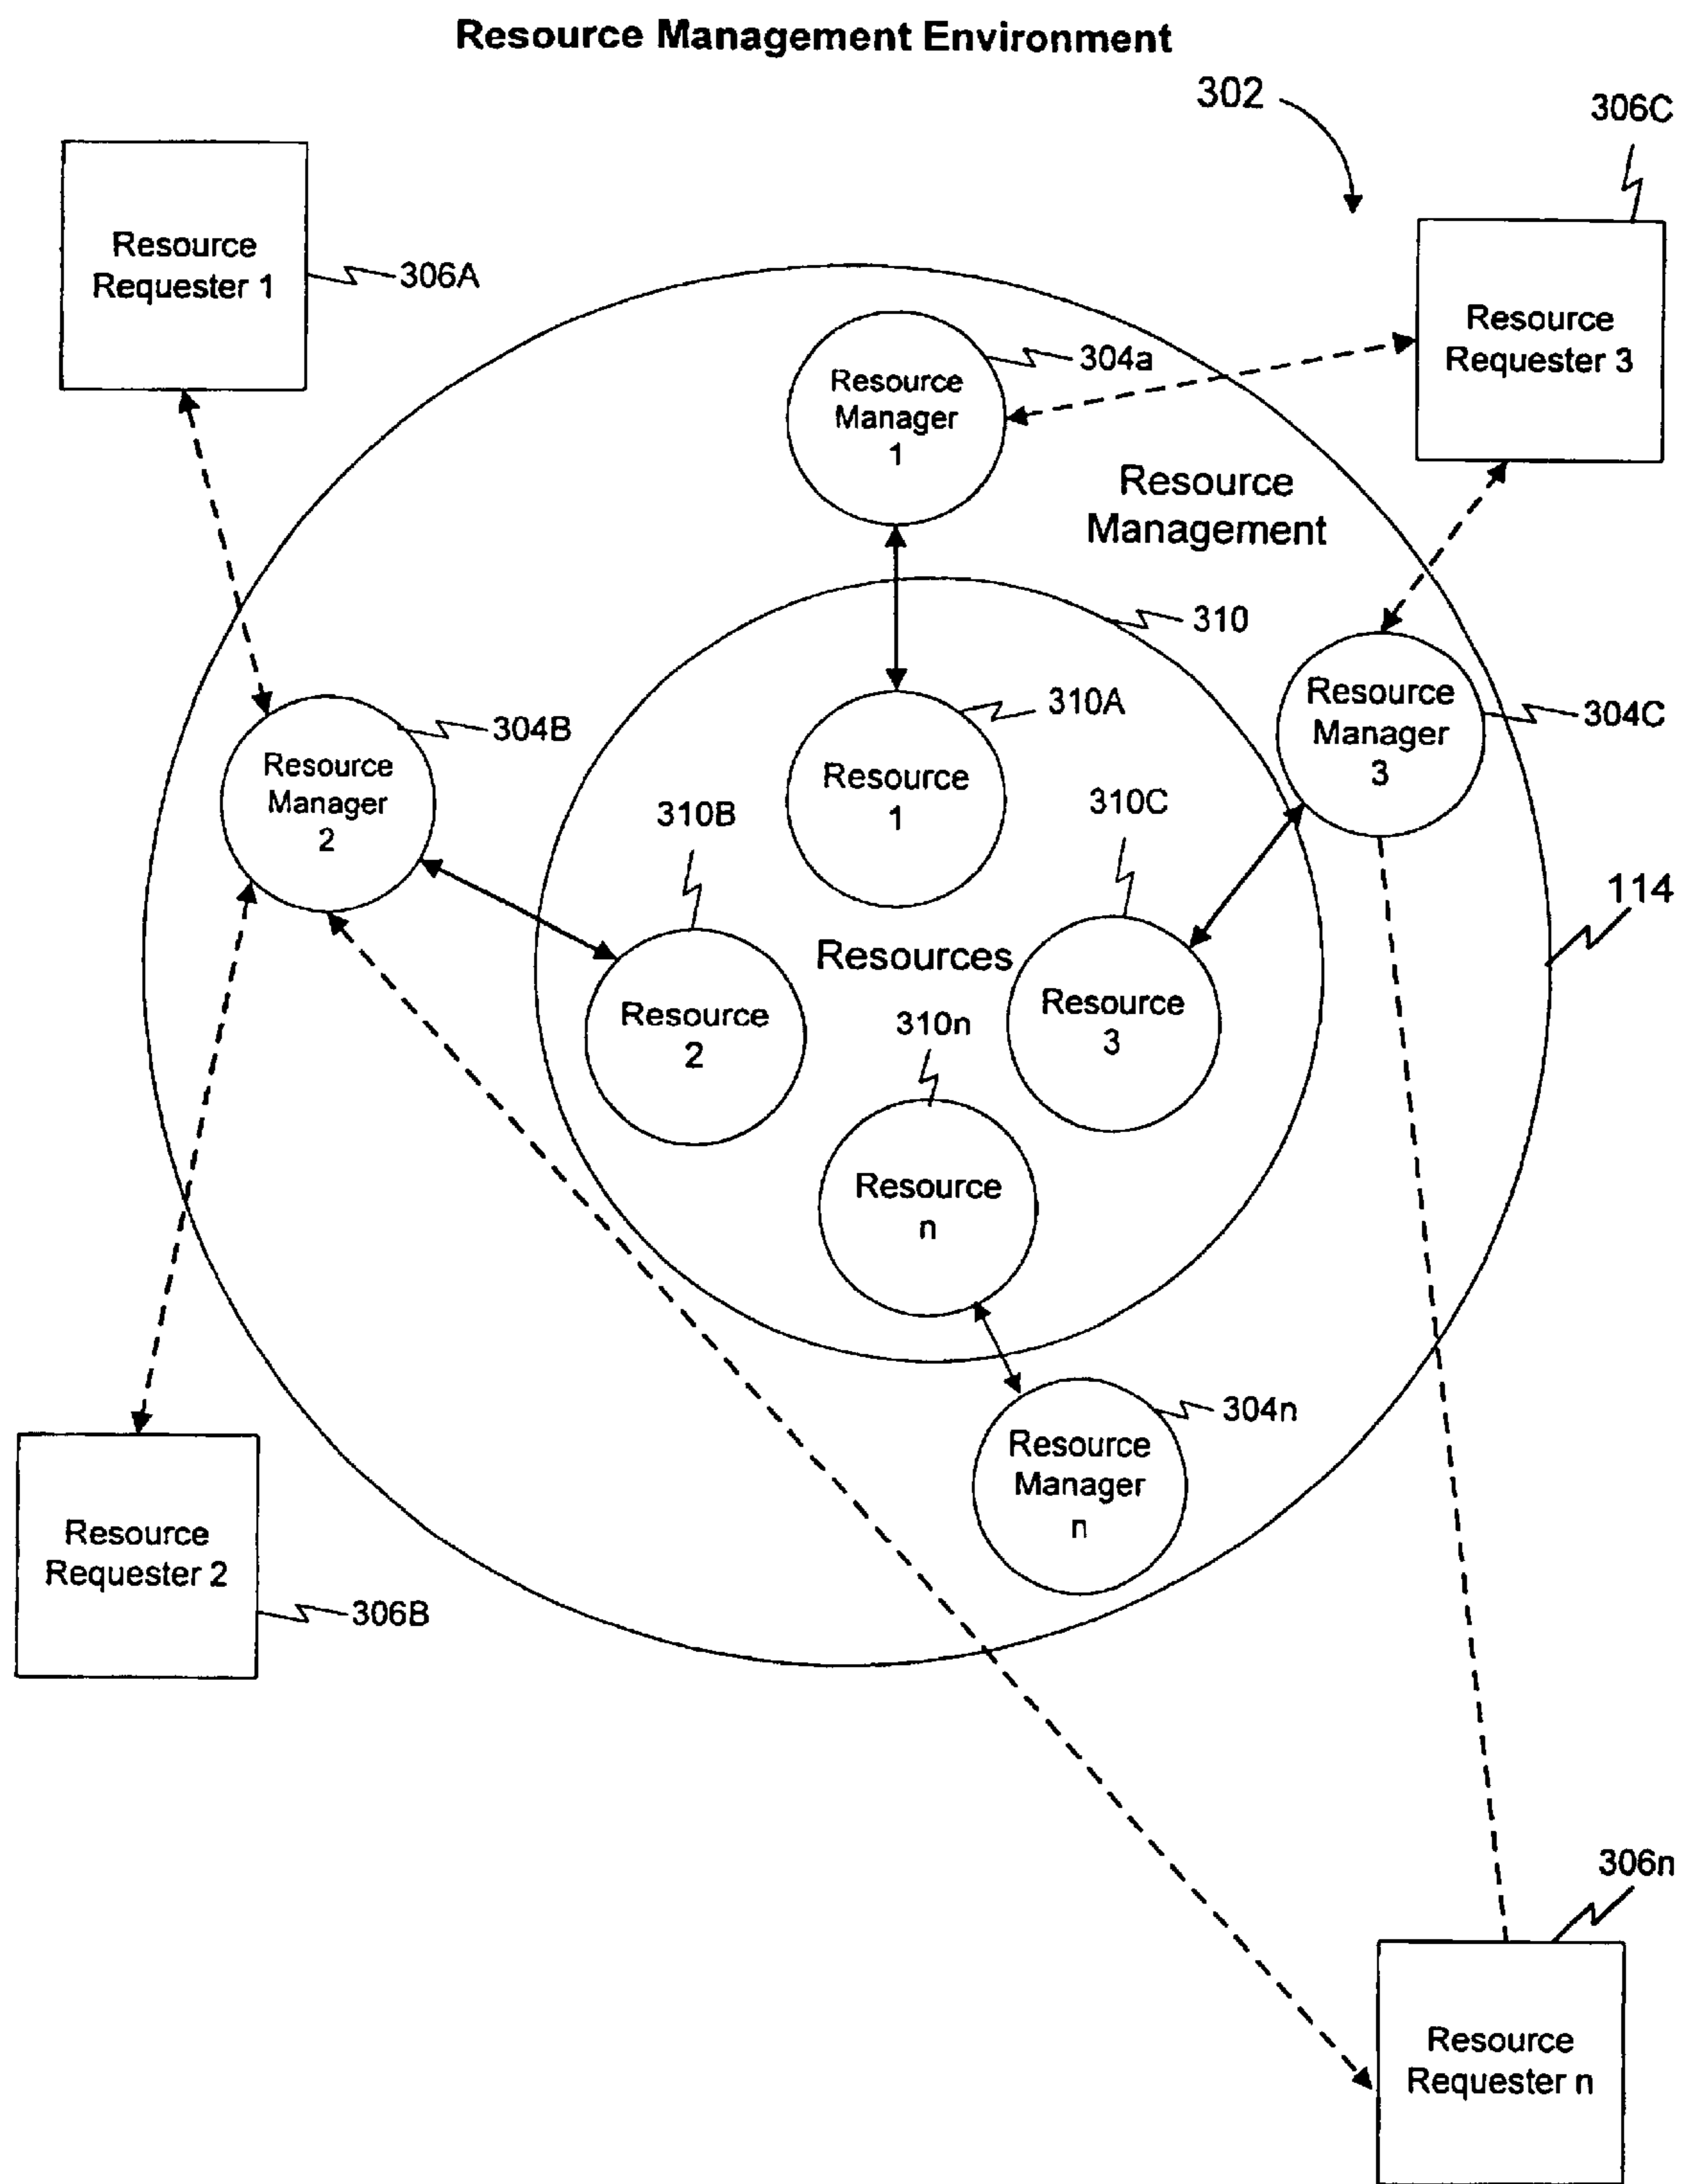 Resource Management Environment
302
306C
Resource
Requester 1
306A
Resource
Requester 3
Resource
Manager
1
304a
Resource
Management
310
Resource
Manager
2
304B
310A
Resource
1
Resource
Manager
3
304C
310B
310C
114
Resources
Resource
2
Resource
3
310n
Resource
n
304n
Resource
Manager
n
Resource
Requester 2
306B
306n
Resource
Requester n